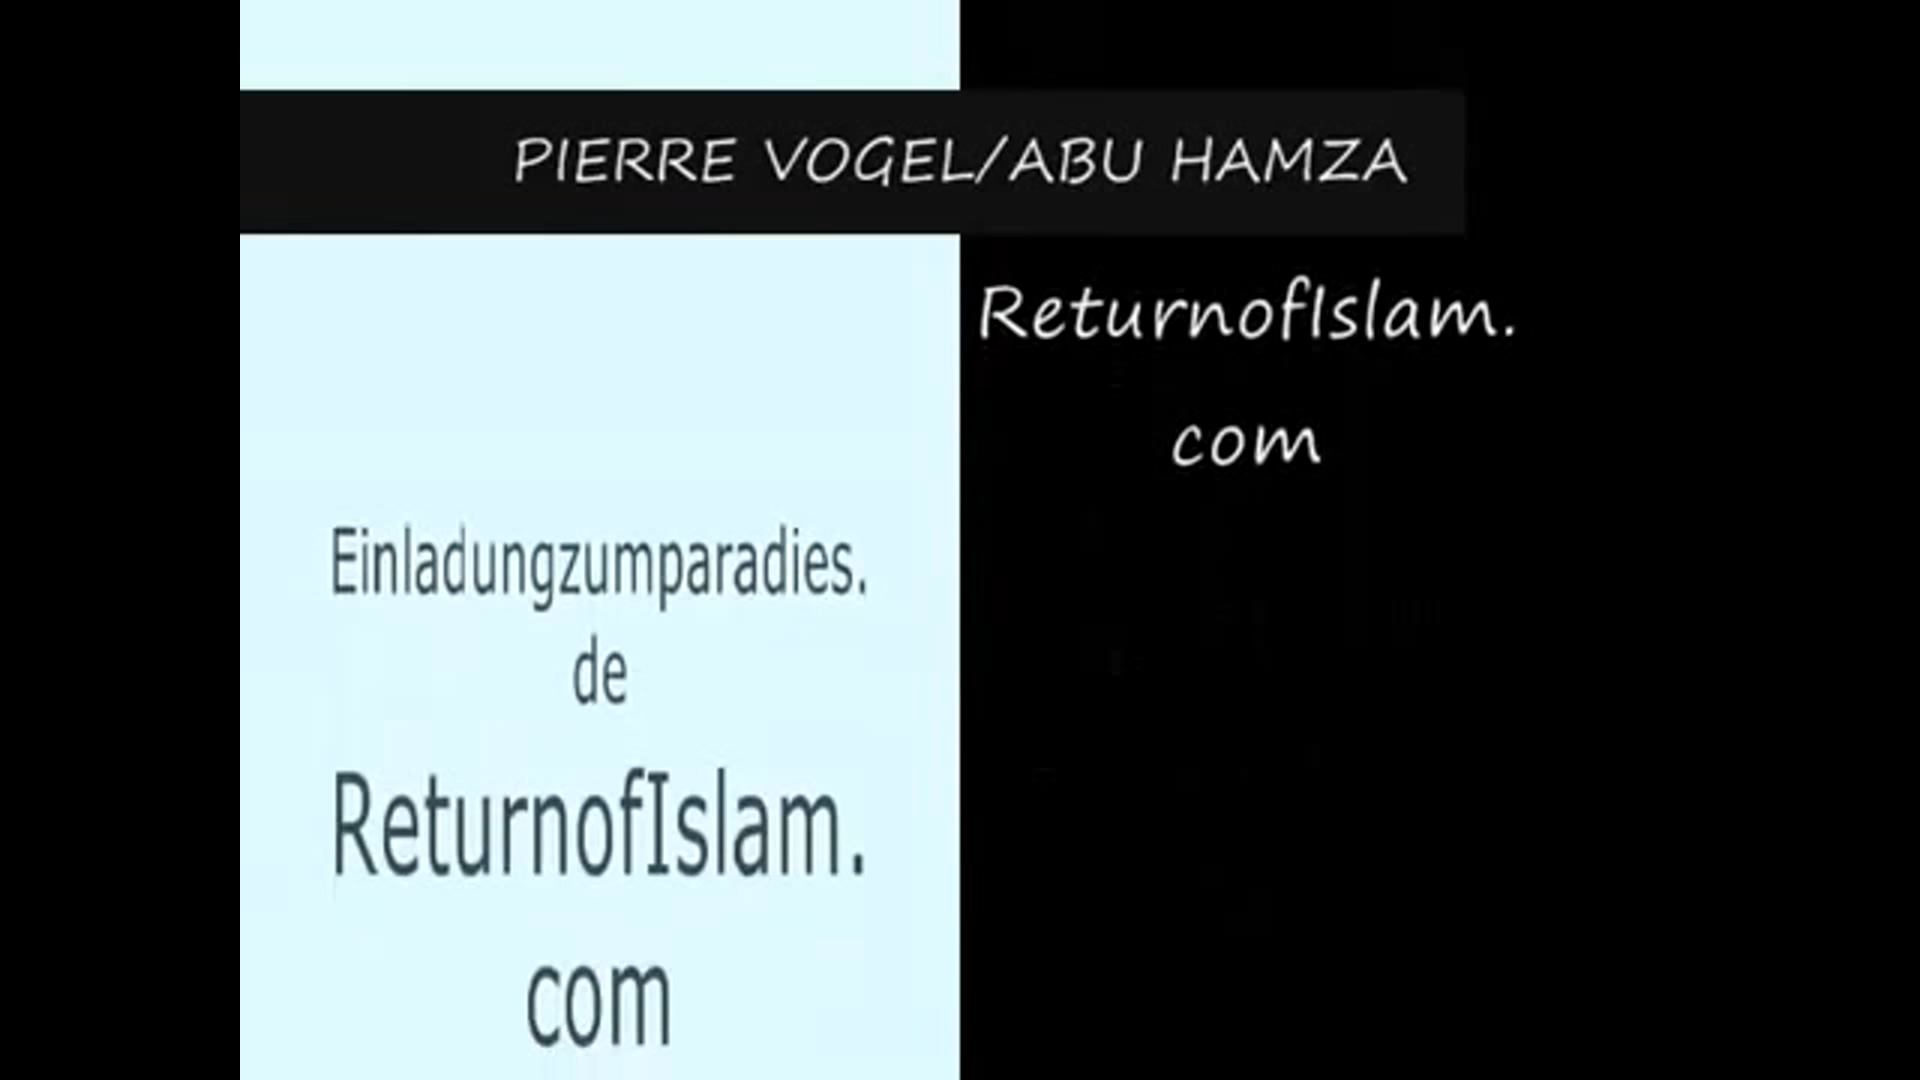 PIERRE VOGEL/ABU HAMZA
ReturnofIslam.
com
Einladungzumparadies.
de
ReturnofIslam.
com